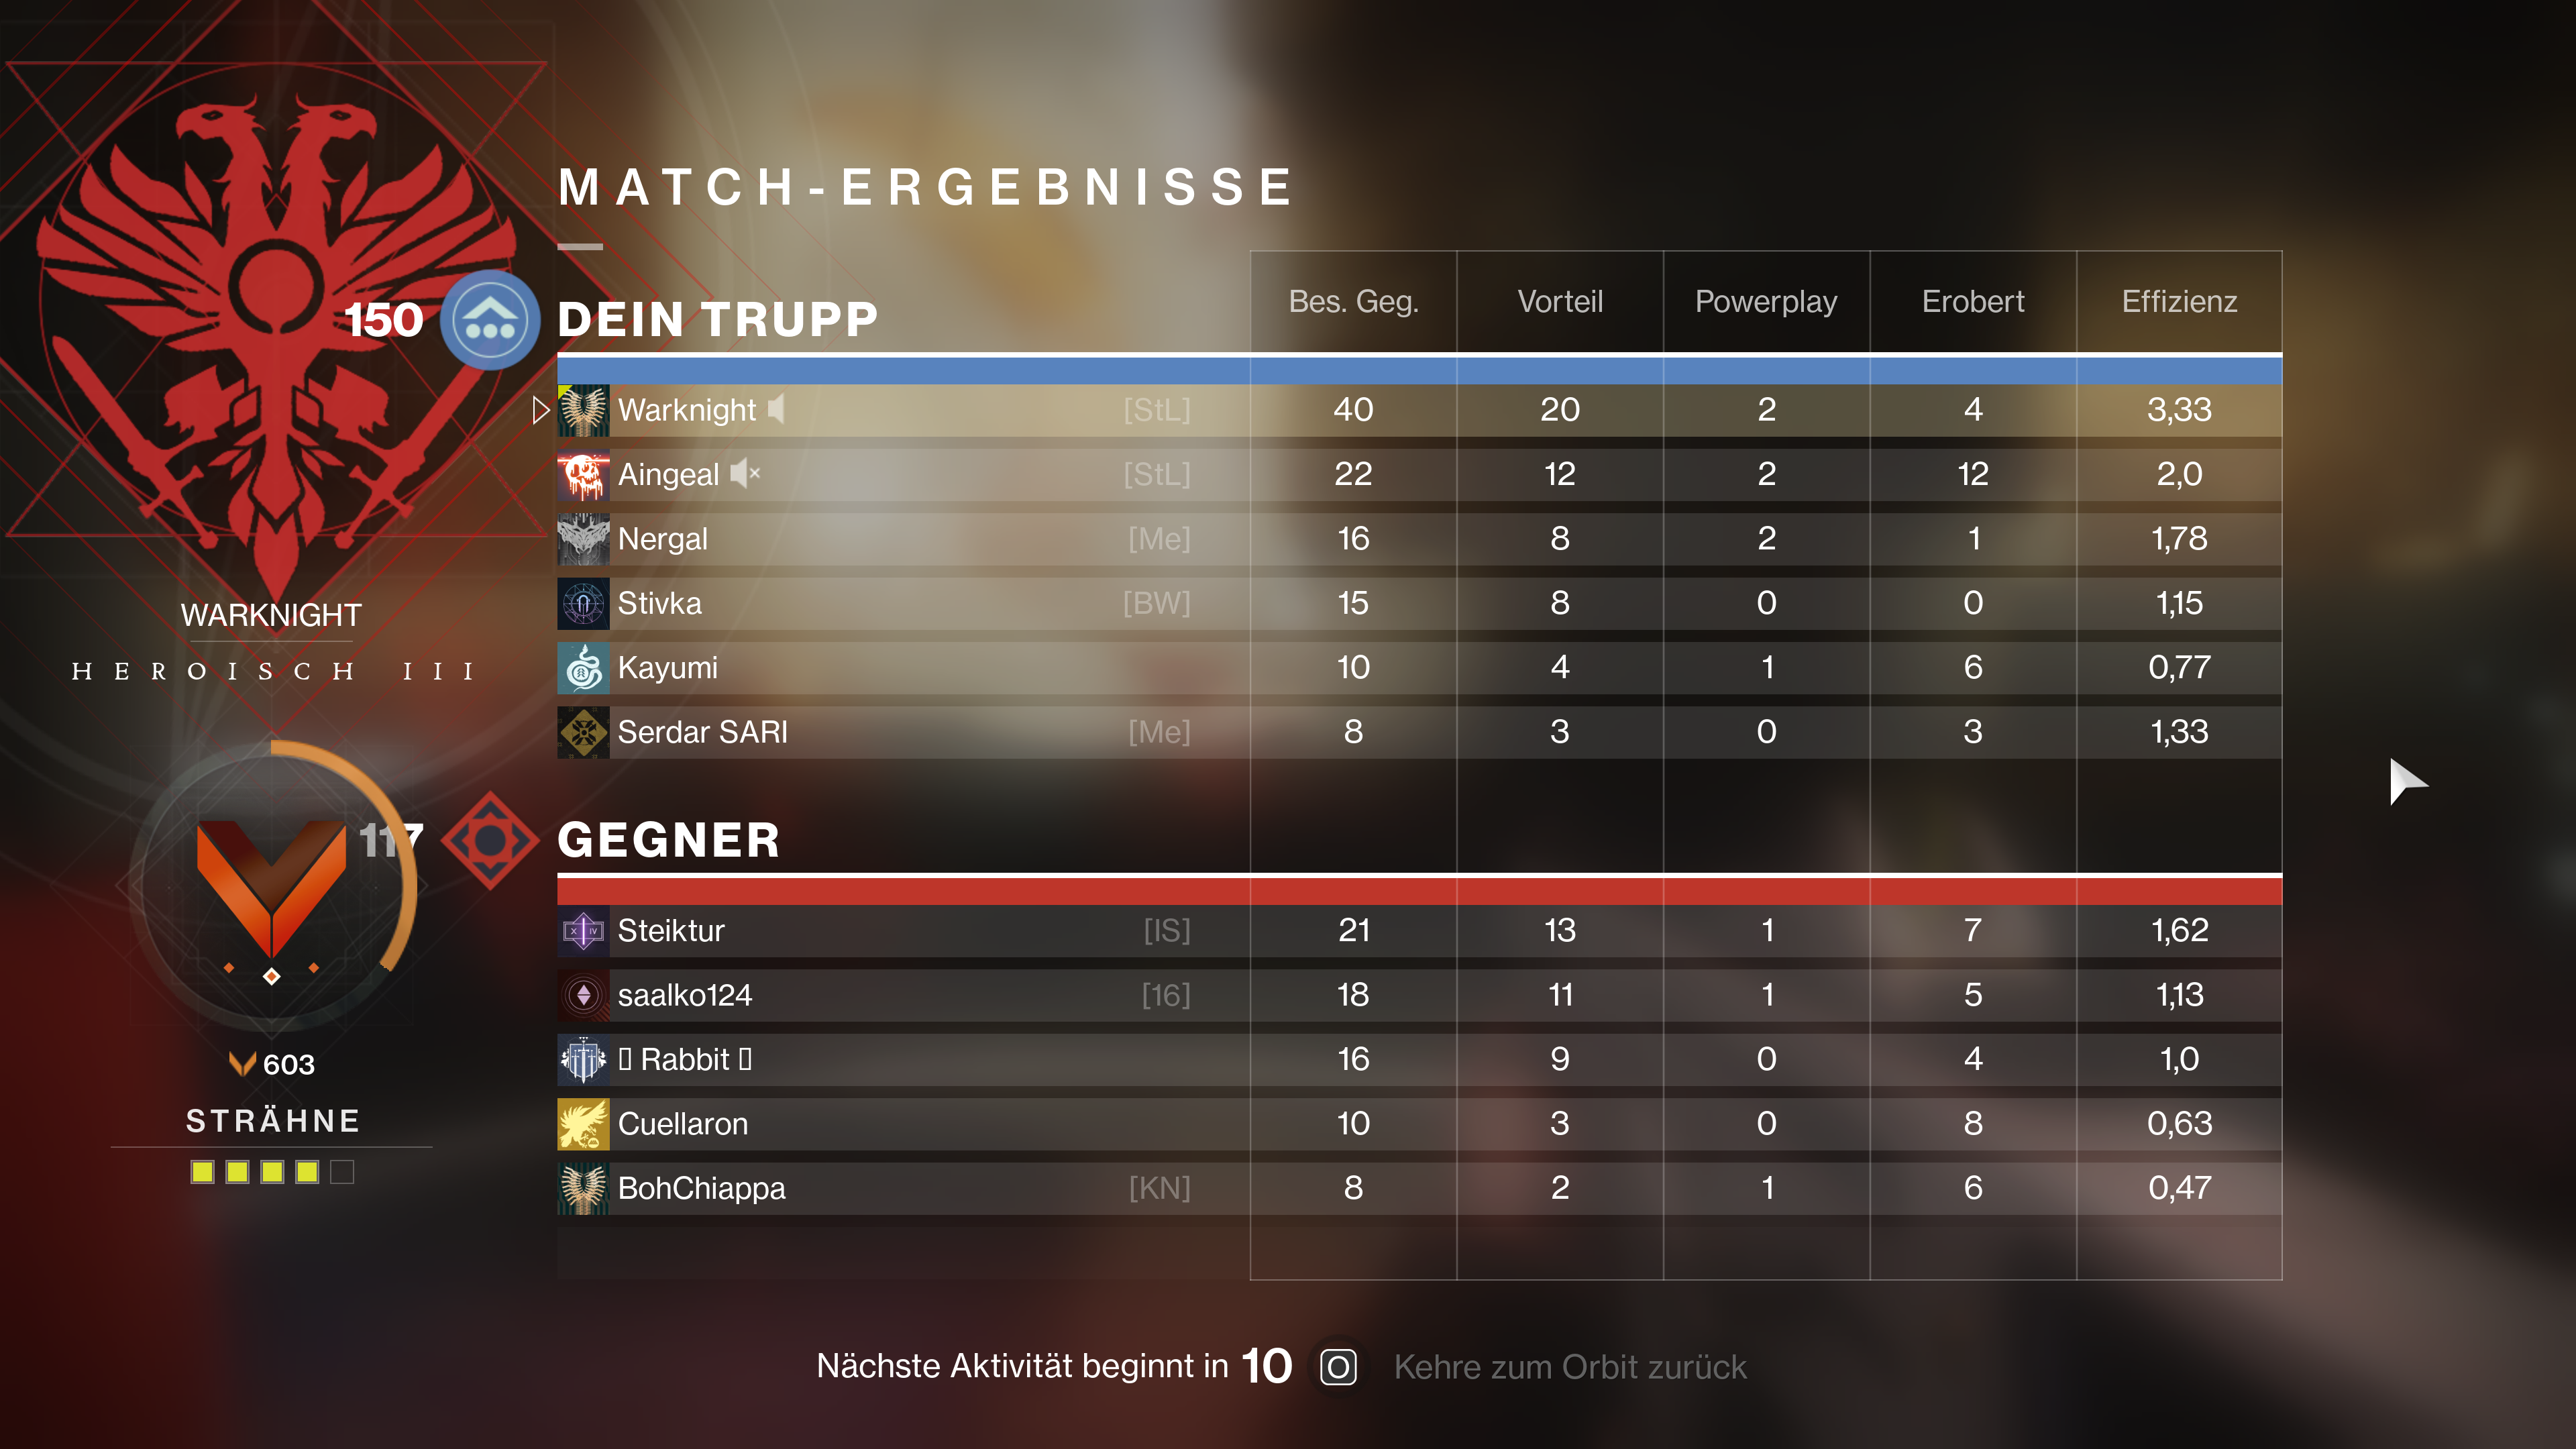 MATCH-ERGEBNISSE
Bes. Geg. Vorteil Powerplay Erobert Effizienz
150 DEIN TRUPP
Warknight [StL] 40 20 2 4 3,33
Aingeal [StL] 22 12 2 12 2,0
Nergal [Me] 16 8 2 1 1,78
Stivka [BW] 15 8 0 0 1,15
Kayumi 10 4 1 6 0,77
Serdar SARI [Me] 8 3 0 3 1,33
WARKNIGHT
HEROISCH III
117 GEGNER
Steiktur [IS] 21 13 1 7 1,62
saalko124 [16] 18 11 1 5 1,13
▯ Rabbit ▯ 16 9 0 4 1,0
Cuellaron 10 3 0 8 0,63
BohChiappa [KN] 8 2 1 6 0,47
603
STRÄHNE
Nächste Aktivität beginnt in 10 O Kehre zum Orbit zurück